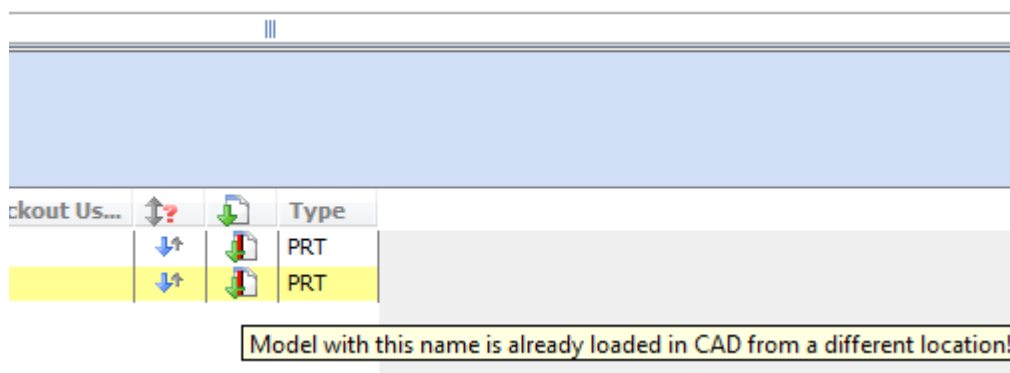 ckout Us... Type
PRT
PRT
Model with this name is already loaded in CAD from a different location!